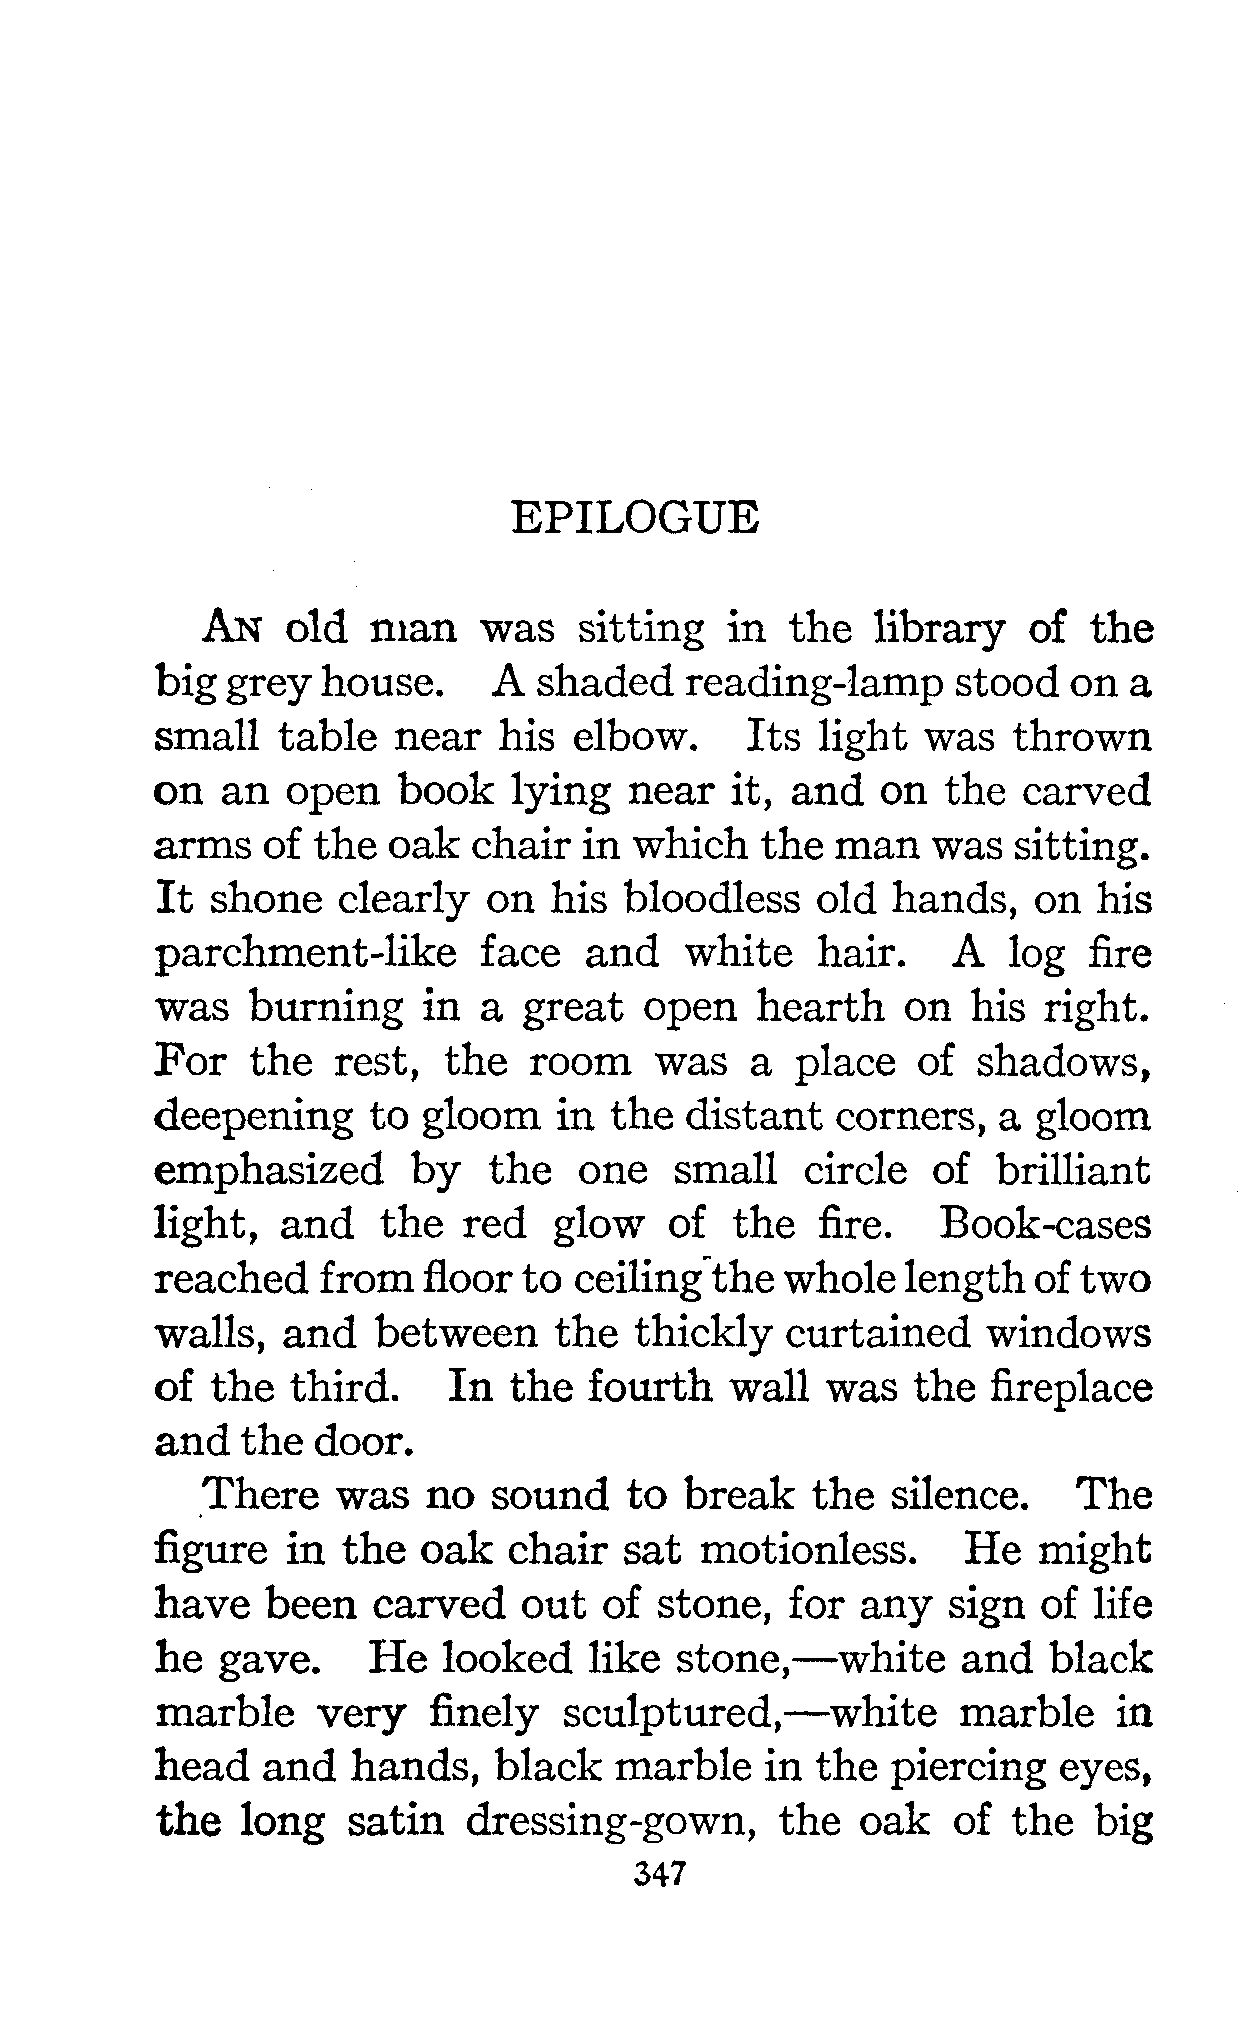 EPILOGUE
AN old man was sitting in the library of the
big grey house. A shaded reading-lamp stood on a
small table near his elbow. Its light was thrown
on an open book lying near it, and on the carved
arms of the oak chair in which the man was sitting.
It shone clearly on his bloodless old hands, on his
parchment-like face and white hair. A log fire
was burning in a great open hearth on his right.
For the rest, the room was a place of shadows,
deepening to gloom in the distant corners, a gloom
emphasized by the one small circle of brilliant
light, and the red glow of the fire. Book-cases
reached from floor to ceiling the whole length of two
walls, and between the thickly curtained windows
of the third. In the fourth wall was the fireplace
and the door.
There was no sound to break the silence. The
figure in the oak chair sat motionless. He might
have been carved out of stone, for any sign of life
he gave. He looked like stone,—white and black
marble very finely sculptured,—white marble in
head and hands, black marble in the piercing eyes,
the long satin dressing-gown, the oak of the big
347